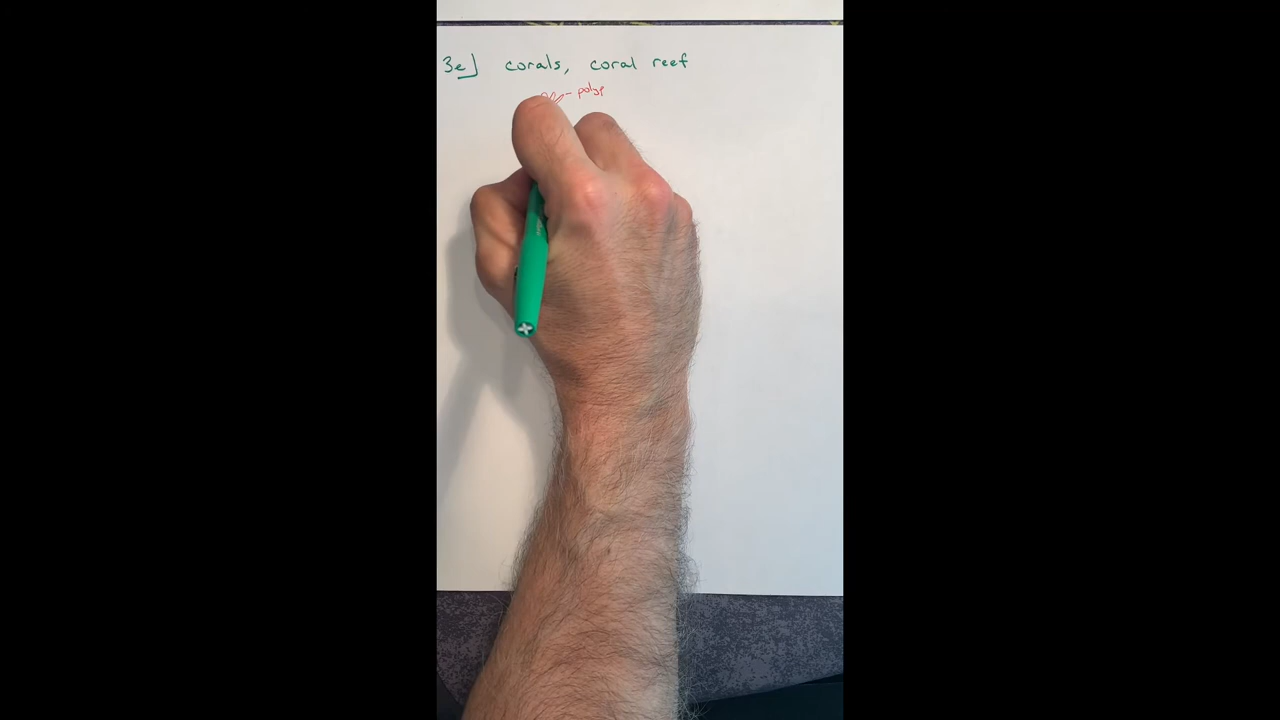 3e] corals, coral reef
- polyp